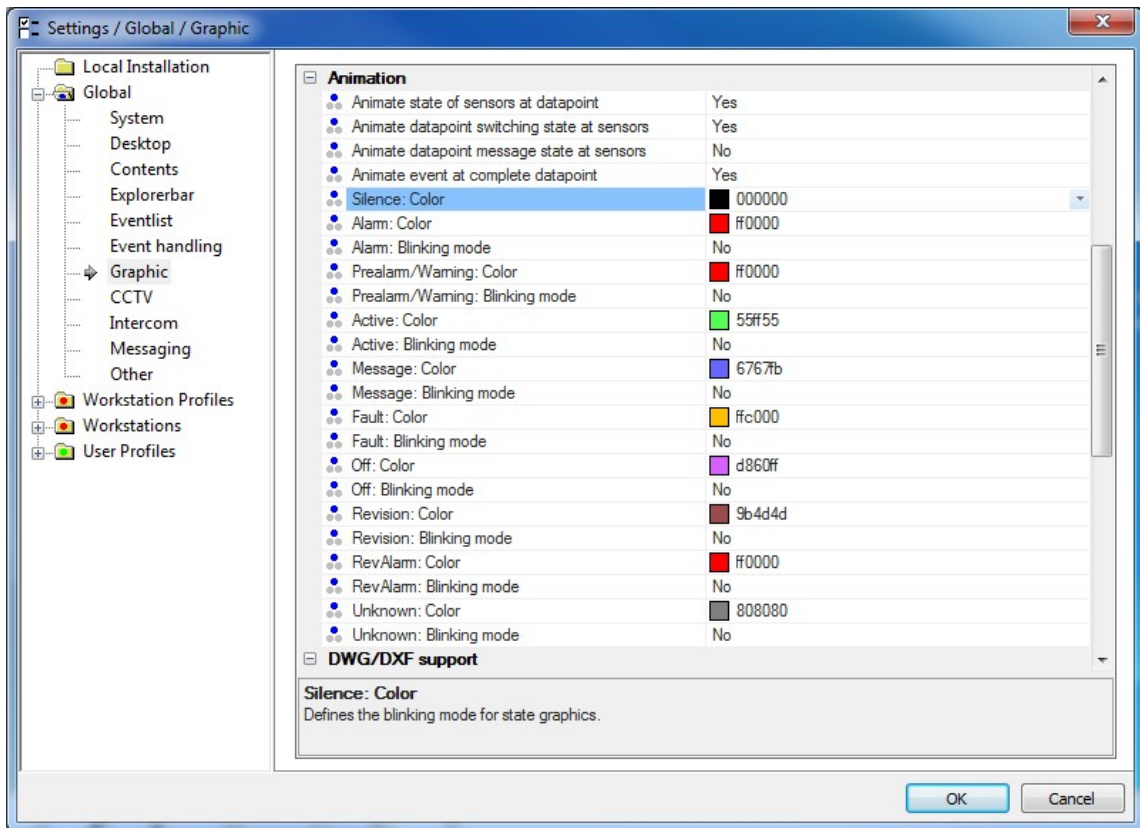 Settings / Global / Graphic
Local Installation
Global
System
Desktop
Contents
Explorerbar
Eventlist
Event handling
Graphic
CCTV
Intercom
Messaging
Other
Workstation Profiles
Workstations
User Profiles
Animation
Animate state of sensors at datapoint Yes
Animate datapoint switching state at sensors Yes
Animate datapoint message state at sensors No
Animate event at complete datapoint Yes
Silence: Color 000000
Alarm: Color ff0000
Alarm: Blinking mode No
Prealarm/Warning: Color ff0000
Prealarm/Warning: Blinking mode No
Active: Color 55ff55
Active: Blinking mode No
Message: Color 6767fb
Message: Blinking mode No
Fault: Color ffc000
Fault: Blinking mode No
Off: Color d860ff
Off: Blinking mode No
Revision: Color 9b4d4d
Revision: Blinking mode No
RevAlarm: Color ff0000
RevAlarm: Blinking mode No
Unknown: Color 808080
Unknown: Blinking mode No
DWG/DXF support
Silence: Color
Defines the blinking mode for state graphics.
OK Cancel